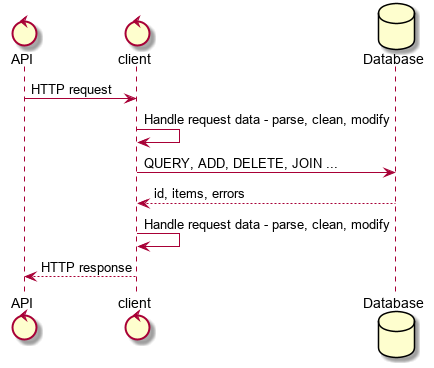 API client Database
HTTP request
Handle request data - parse, clean, modify
QUERY, ADD, DELETE, JOIN ...
id, items, errors
Handle request data - parse, clean, modify
HTTP response
API client Database